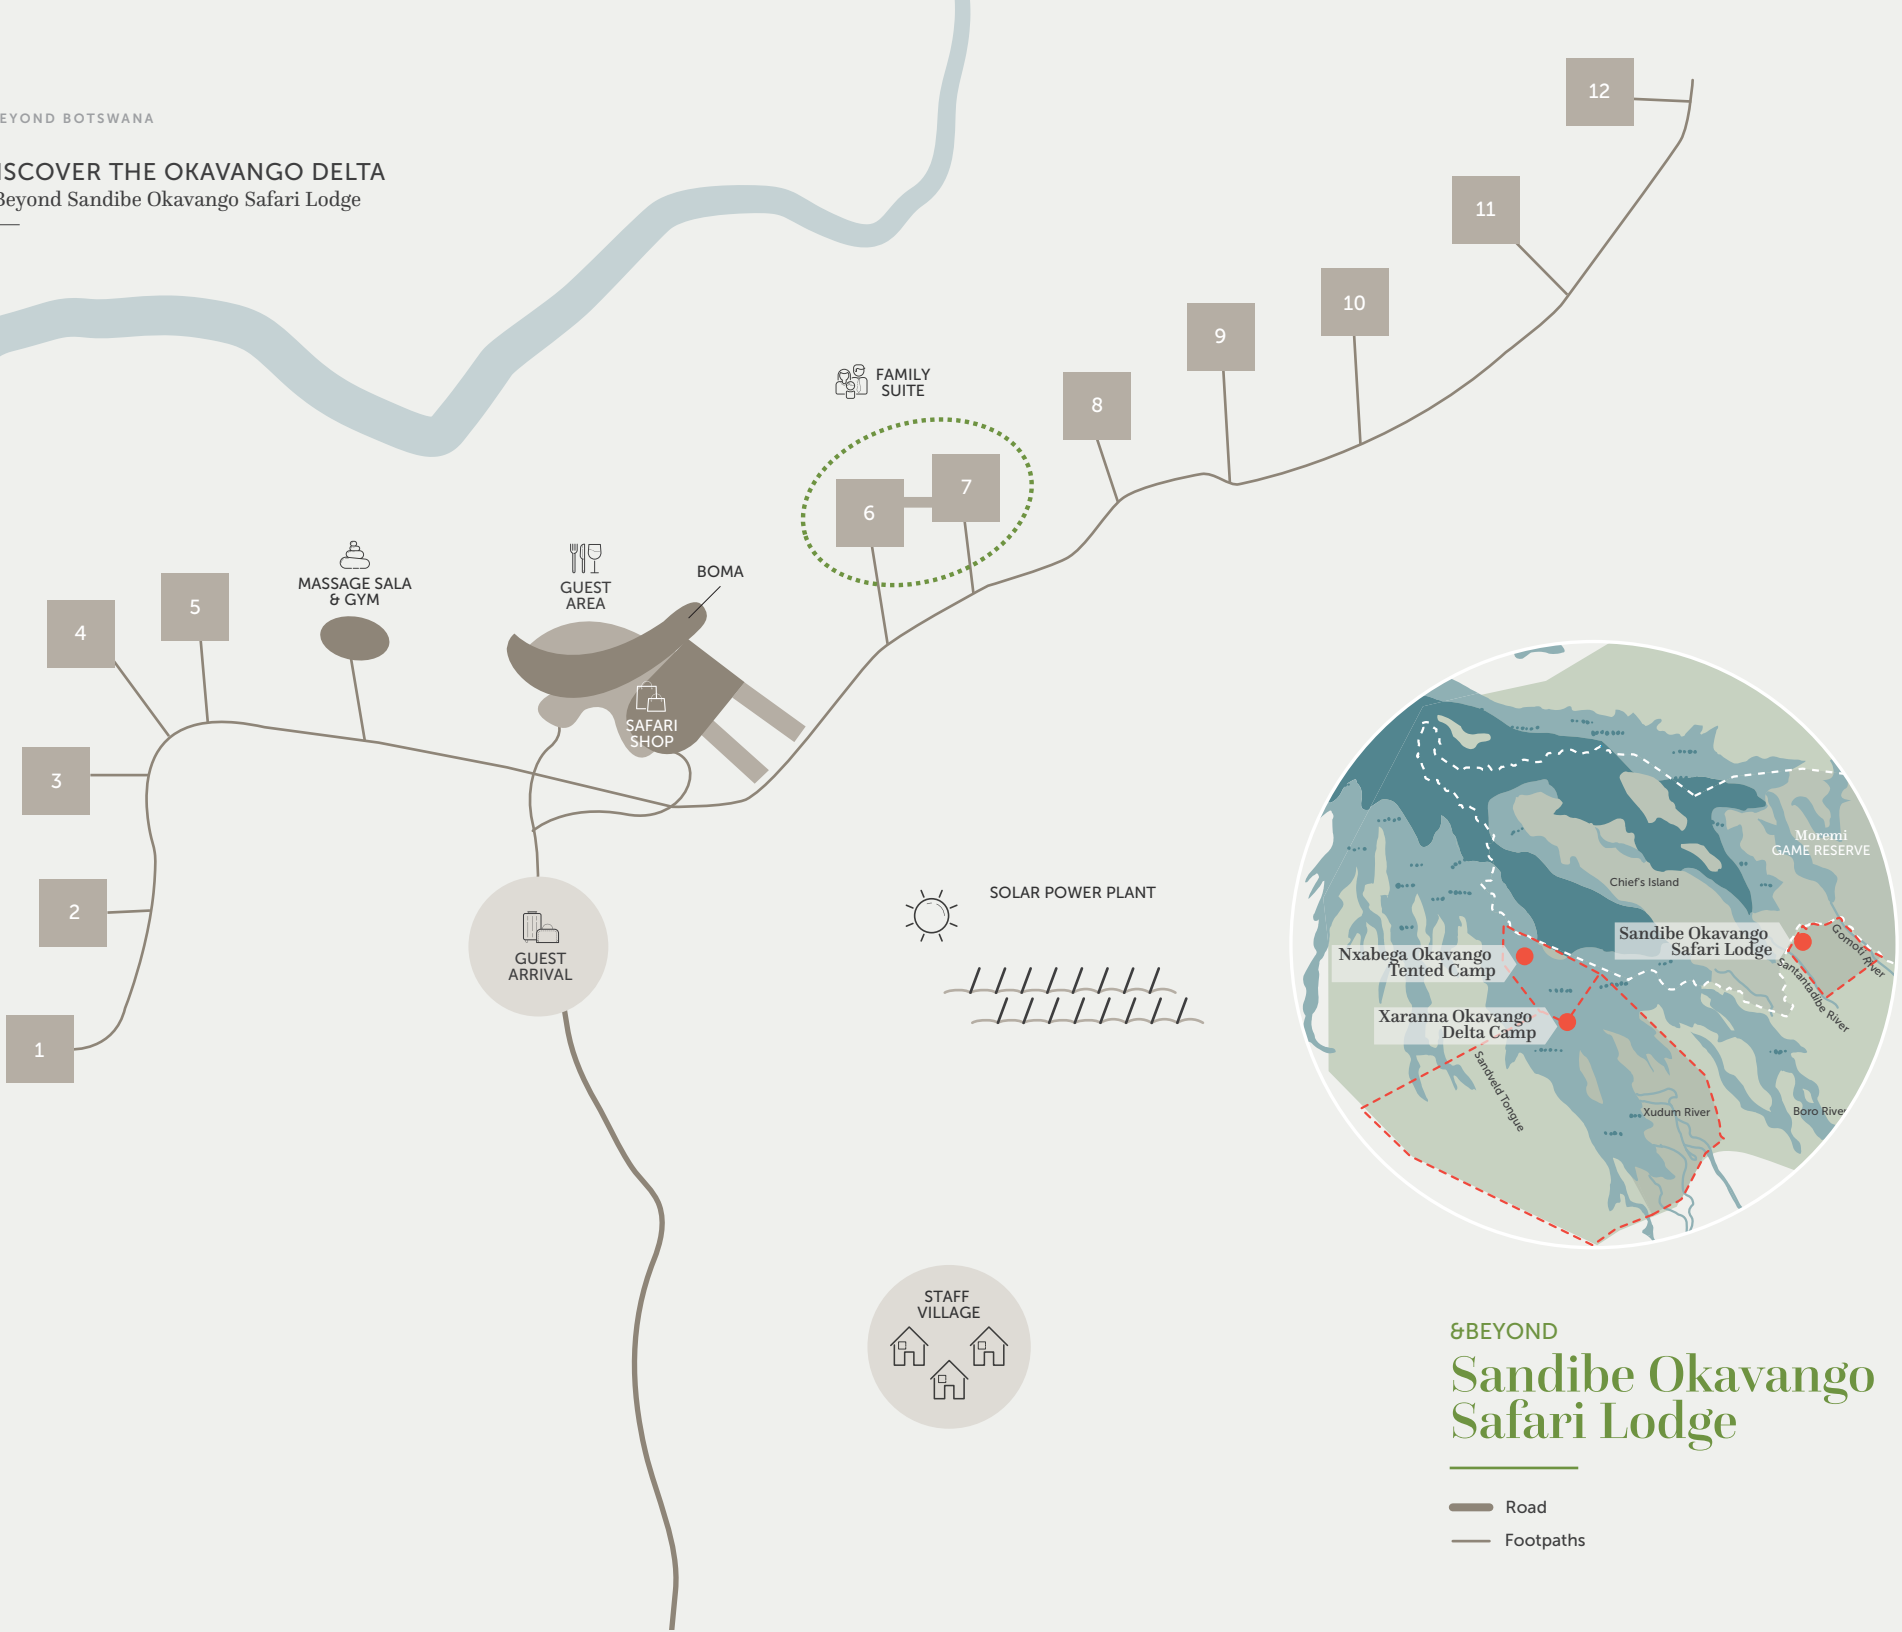 EYOND BOTSWANA
ISCOVER THE OKAVANGO DELTA
Beyond Sandibe Okavango Safari Lodge
12
11
10
9
8
FAMILY
SUITE
7
6
BOMA
GUEST
AREA
MASSAGE SALA
& GYM
5
4
SAFARI
SHOP
3
2
1
GUEST
ARRIVAL
SOLAR POWER PLANT
STAFF
VILLAGE
Moremi
GAME RESERVE
Chief's Island
Sandibe Okavango
Safari Lodge
Gomoti River
Santantadibe River
Nxabega Okavango
Tented Camp
Xaranna Okavango
Delta Camp
Sandveld Tongue
Xudum River
Boro River
&BEYOND
Sandibe Okavango
Safari Lodge
Road
Footpaths